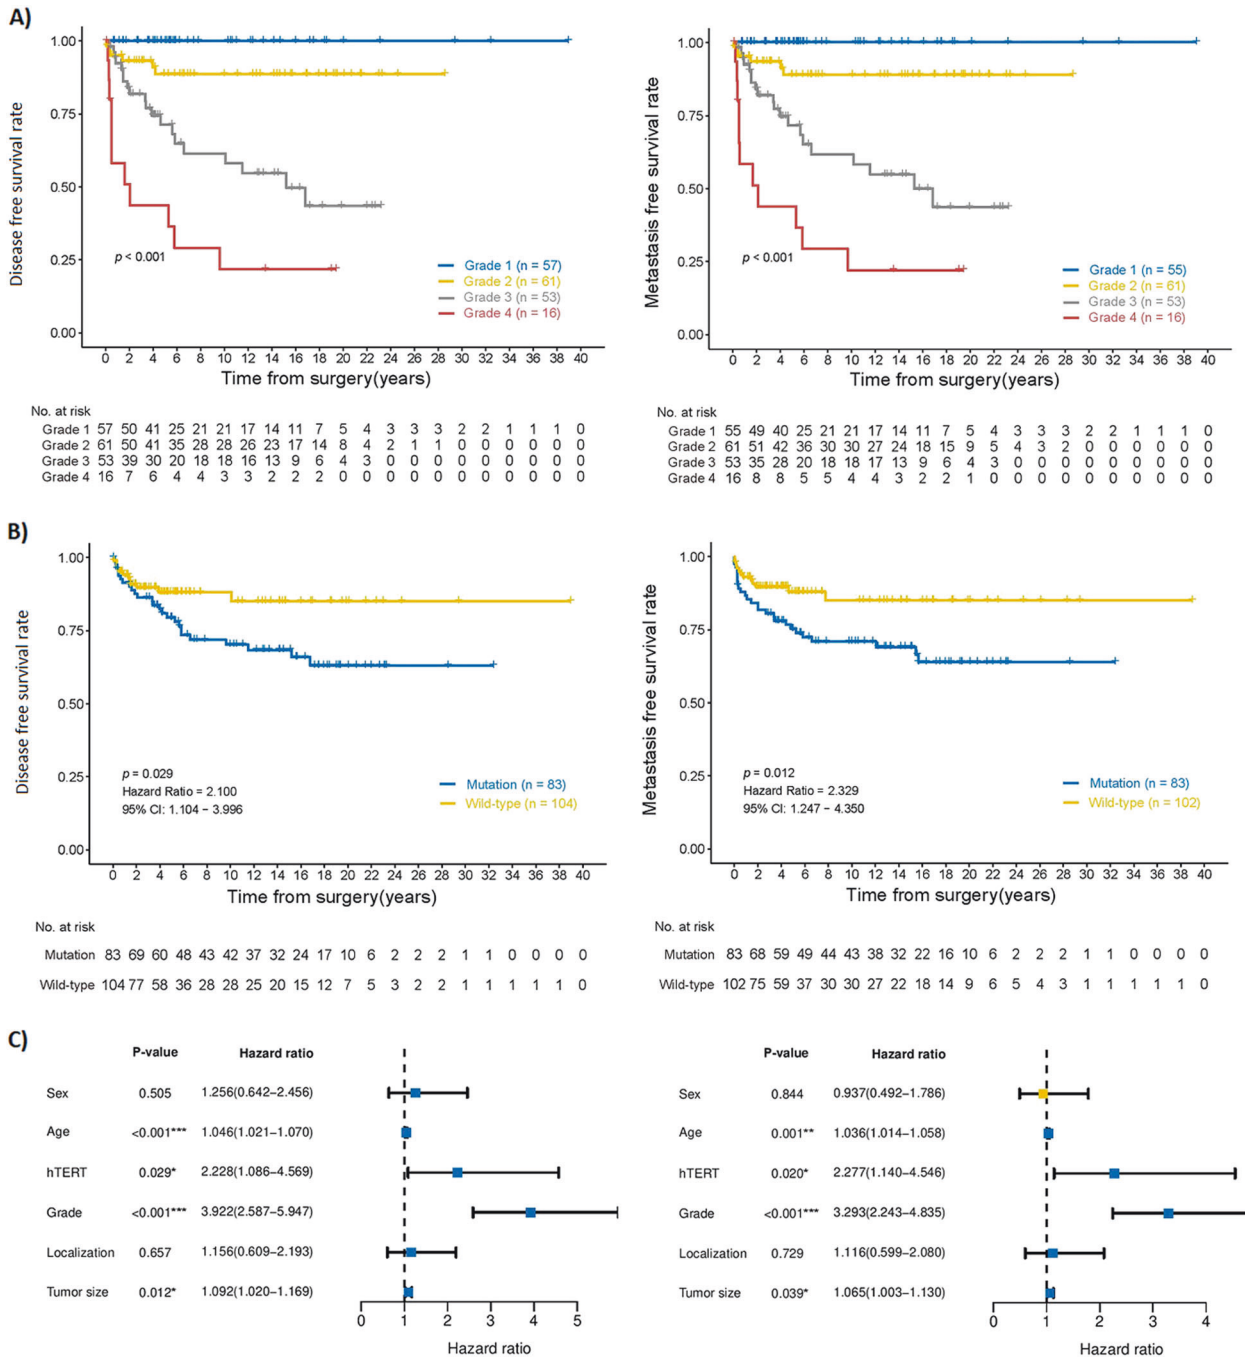 A)
Disease free survival rate
1.00
0.75
0.50
0.25
0.00
p < 0.001
Grade 1 (n = 57)
Grade 2 (n = 61)
Grade 3 (n = 53)
Grade 4 (n = 16)
0 2 4 6 8 10 12 14 16 18 20 22 24 26 28 30 32 34 36 38 40
Time from surgery(years)
No. at risk
Grade 1 57 50 41 25 21 21 17 14 11 7 5 4 3 3 3 2 2 1 1 1 0
Grade 2 61 50 41 35 28 28 26 23 17 14 8 4 2 1 1 0 0 0 0 0 0
Grade 3 53 39 30 20 18 18 16 13 9 6 4 3 0 0 0 0 0 0 0 0 0
Grade 4 16 7 6 4 4 3 3 2 2 2 0 0 0 0 0 0 0 0 0 0 0
Metastasis free survival rate
1.00
0.75
0.50
0.25
0.00
p < 0.001
Grade 1 (n = 55)
Grade 2 (n = 61)
Grade 3 (n = 53)
Grade 4 (n = 16)
0 2 4 6 8 10 12 14 16 18 20 22 24 26 28 30 32 34 36 38 40
Time from surgery(years)
No. at risk
Grade 1 55 49 40 25 21 21 17 14 11 7 5 4 3 3 3 2 2 1 1 1 0
Grade 2 61 51 42 36 30 30 27 24 18 15 9 5 4 3 2 0 0 0 0 0 0
Grade 3 53 35 28 20 18 18 17 13 9 6 4 3 0 0 0 0 0 0 0 0 0
Grade 4 16 8 8 5 5 4 4 3 2 2 1 0 0 0 0 0 0 0 0 0 0
B)
Disease free survival rate
1.00
0.75
0.50
0.25
0.00
p = 0.029
Hazard Ratio = 2.100
95% CI: 1.104 – 3.996
Mutation (n = 83)
Wild-type (n = 104)
0 2 4 6 8 10 12 14 16 18 20 22 24 26 28 30 32 34 36 38 40
Time from surgery(years)
No. at risk
Mutation 83 69 60 48 43 42 37 32 24 17 10 6 2 2 2 1 1 0 0 0 0
Wild-type 104 77 58 36 28 28 25 20 15 12 7 5 3 2 2 1 1 1 1 1 0
Metastasis free survival rate
1.00
0.75
0.50
0.25
0.00
p = 0.012
Hazard Ratio = 2.329
95% CI: 1.247 – 4.350
Mutation (n = 83)
Wild-type (n = 102)
0 2 4 6 8 10 12 14 16 18 20 22 24 26 28 30 32 34 36 38 40
Time from surgery(years)
No. at risk
Mutation 83 68 59 49 44 43 38 32 22 16 10 6 2 2 2 1 1 0 0 0 0
Wild-type 102 75 59 37 30 30 27 22 18 14 9 6 5 4 3 1 1 1 1 1 0
C)
P-value Hazard ratio
Sex 0.505 1.256(0.642–2.456)
Age <0.001*** 1.046(1.021–1.070)
hTERT 0.029* 2.228(1.086–4.569)
Grade <0.001*** 3.922(2.587–5.947)
Localization 0.657 1.156(0.609–2.193)
Tumor size 0.012* 1.092(1.020–1.169)
0 1 2 3 4 5
Hazard ratio
P-value Hazard ratio
Sex 0.844 0.937(0.492–1.786)
Age 0.001** 1.036(1.014–1.058)
hTERT 0.020* 2.277(1.140–4.546)
Grade <0.001*** 3.293(2.243–4.835)
Localization 0.729 1.116(0.599–2.080)
Tumor size 0.039* 1.065(1.003–1.130)
0 1 2 3 4
Hazard ratio